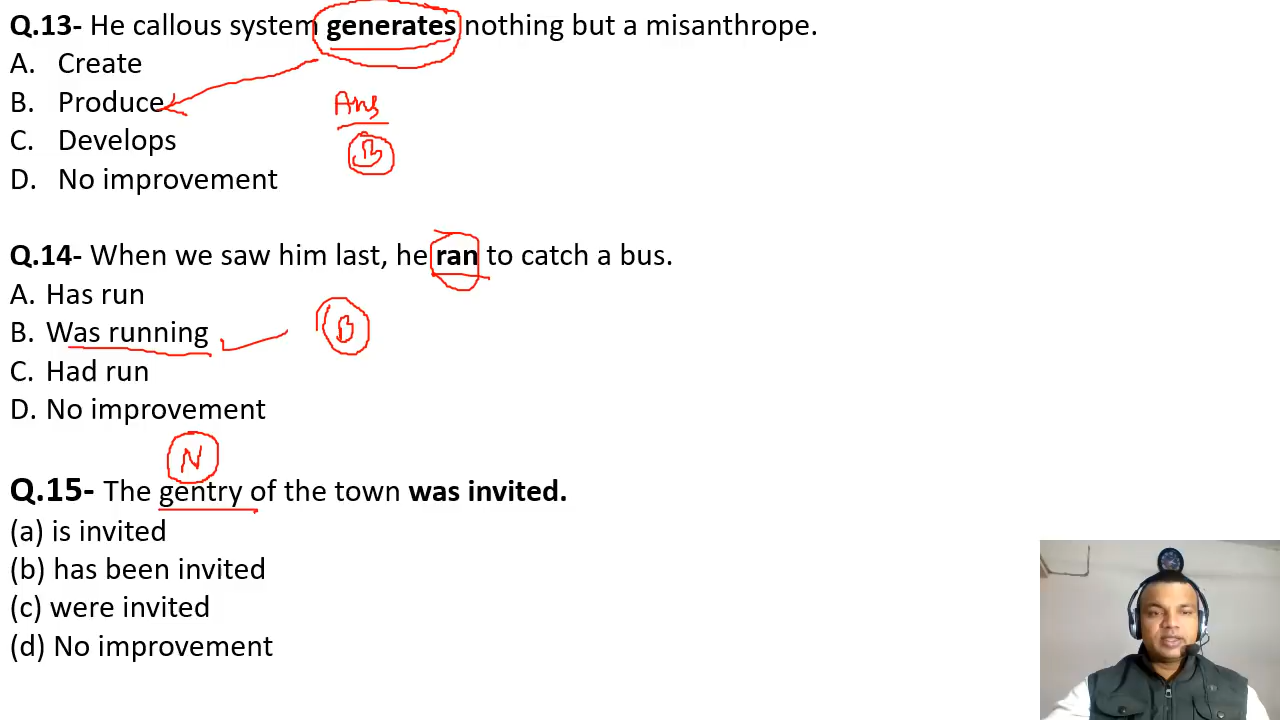 Q.13- He callous system generates nothing but a misanthrope.
A. Create
B. Produce
Ans
C. Develops
B
D. No improvement
Q.14- When we saw him last, he ran to catch a bus.
A. Has run
B. Was running
B
C. Had run
D. No improvement
N
Q.15- The gentry of the town was invited.
(a) is invited
(b) has been invited
(c) were invited
(d) No improvement